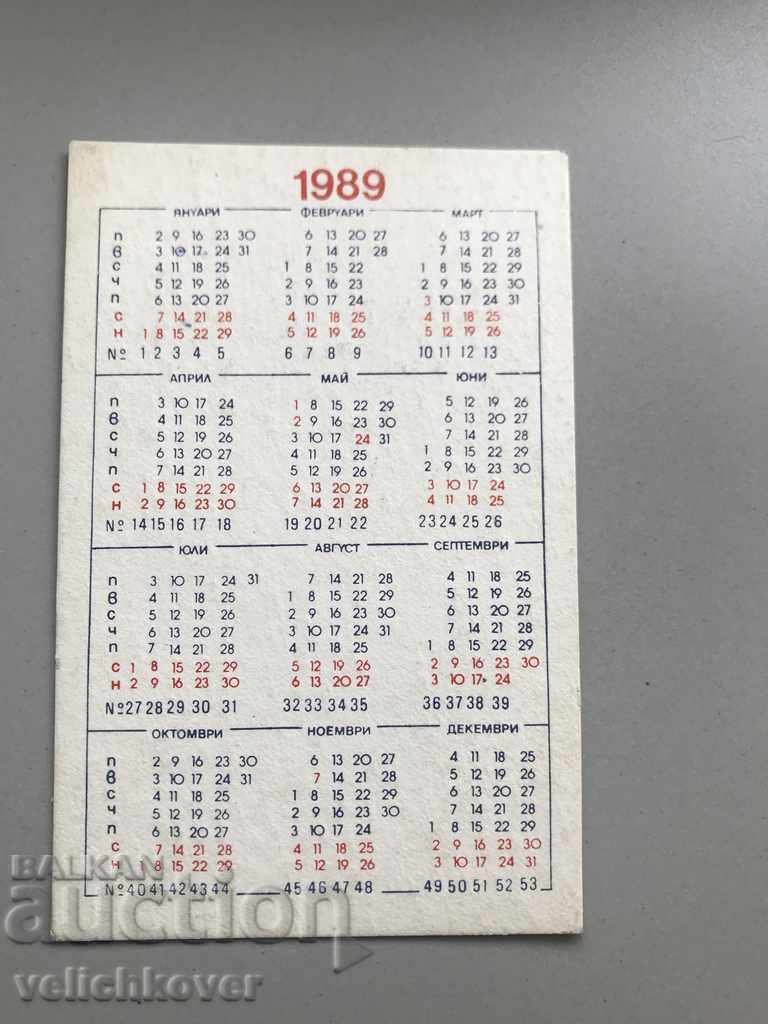 1989
ЯНУАРИ ФЕВРУАРИ МАРТ
п 2 9 16 23 30 6 13 20 27 6 13 20 27
в 3 10 17 24 31 7 14 21 28 7 14 21 28
с 4 11 18 25 1 8 15 22 1 8 15 22 29
ч 5 12 19 26 2 9 16 23 2 9 16 23 30
п 6 13 20 27 3 10 17 24 3 10 17 24 31
с 7 14 21 28 4 11 18 25 4 11 18 25
н 1 8 15 22 29 5 12 19 26 5 12 19 26
№ 1 2 3 4 5 6 7 8 9 10 11 12 13
АПРИЛ МАЙ ЮНИ
п 3 10 17 24 1 8 15 22 29 5 12 19 26
в 4 11 18 25 2 9 16 23 30 6 13 20 27
с 5 12 19 26 3 10 17 24 31 7 14 21 28
ч 6 13 20 27 4 11 18 25 1 8 15 22 29
п 7 14 21 28 5 12 19 26 2 9 16 23 30
с 1 8 15 22 29 6 13 20 27 3 10 17 24
н 2 9 16 23 30 7 14 21 28 4 11 18 25
№ 14 15 16 17 18 19 20 21 22 23 24 25 26
ЮЛИ АВГУСТ СЕПТЕМВРИ
п 3 10 17 24 31 7 14 21 28 4 11 18 25
в 4 11 18 25 1 8 15 22 29 5 12 19 26
с 5 12 19 26 2 9 16 23 30 6 13 20 27
ч 6 13 20 27 3 10 17 24 31 7 14 21 28
п 7 14 21 28 4 11 18 25 1 8 15 22 29
с 1 8 15 22 29 5 12 19 26 2 9 16 23 30
н 2 9 16 23 30 6 13 20 27 3 10 17 24
№ 27 28 29 30 31 32 33 34 35 36 37 38 39
ОКТОМВРИ НОЕМВРИ ДЕКЕМВРИ
п 2 9 16 23 30 6 13 20 27 4 11 18 25
в 3 10 17 24 31 7 14 21 28 5 12 19 26
с 4 11 18 25 1 8 15 22 29 6 13 20 27
ч 5 12 19 26 2 9 16 23 30 7 14 21 28
п 6 13 20 27 3 10 17 24 1 8 15 22 29
с 7 14 21 28 4 11 18 25 2 9 16 23 30
н 1 8 15 22 29 5 12 19 26 3 10 17 24 31
№ 40 41 42 43 44 45 46 47 48 49 50 51 52 53
BALKAN
auction
velichkover